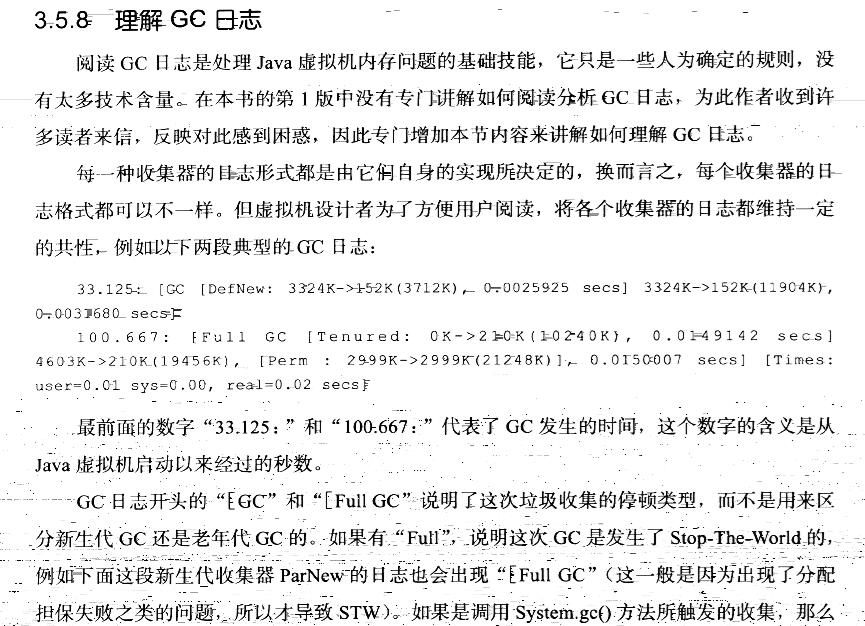 3.5.8 理解 GC 日志
阅读 GC 日志是处理 Java 虚拟机内存问题的基础技能，它只是一些人为确定的规则，没
有太多技术含量。在本书的第 1 版中没有专门讲解如何阅读分析 GC 日志，为此作者收到许
多读者来信，反映对此感到困惑，因此专门增加本节内容来讲解如何理解 GC 日志。
每一种收集器的日志形式都是由它们自身的实现所决定的，换而言之，每个收集器的日
志格式都可以不一样。但虚拟机设计者为了方便用户阅读，将各个收集器的日志都维持一定
的共性，例如以下两段典型的 GC 日志：
33.125: [GC [DefNew: 3324K->152K(3712K), 0.0025925 secs] 3324K->152K(11904K),
0.0031680 secs]
100.667: [Full GC [Tenured: 0K->210K(10240K), 0.0149142 secs]
4603K->210K(19456K), [Perm : 2999K->2999K(21248K)], 0.0150007 secs] [Times:
user=0.01 sys=0.00, real=0.02 secs]
最前面的数字“33.125：”和“100.667：”代表了 GC 发生的时间，这个数字的含义是从
Java 虚拟机启动以来经过的秒数。
GC 日志开头的“[GC”和“[Full GC”说明了这次垃圾收集的停顿类型，而不是用来区
分新生代 GC 还是老年代 GC 的。如果有“Full”，说明这次 GC 是发生了 Stop-The-World 的，
例如下面这段新生代收集器 ParNew 的日志也会出现“[Full GC”（这一般是因为出现了分配
担保失败之类的问题，所以才导致 STW）。如果是调用 System.gc() 方法所触发的收集，那么